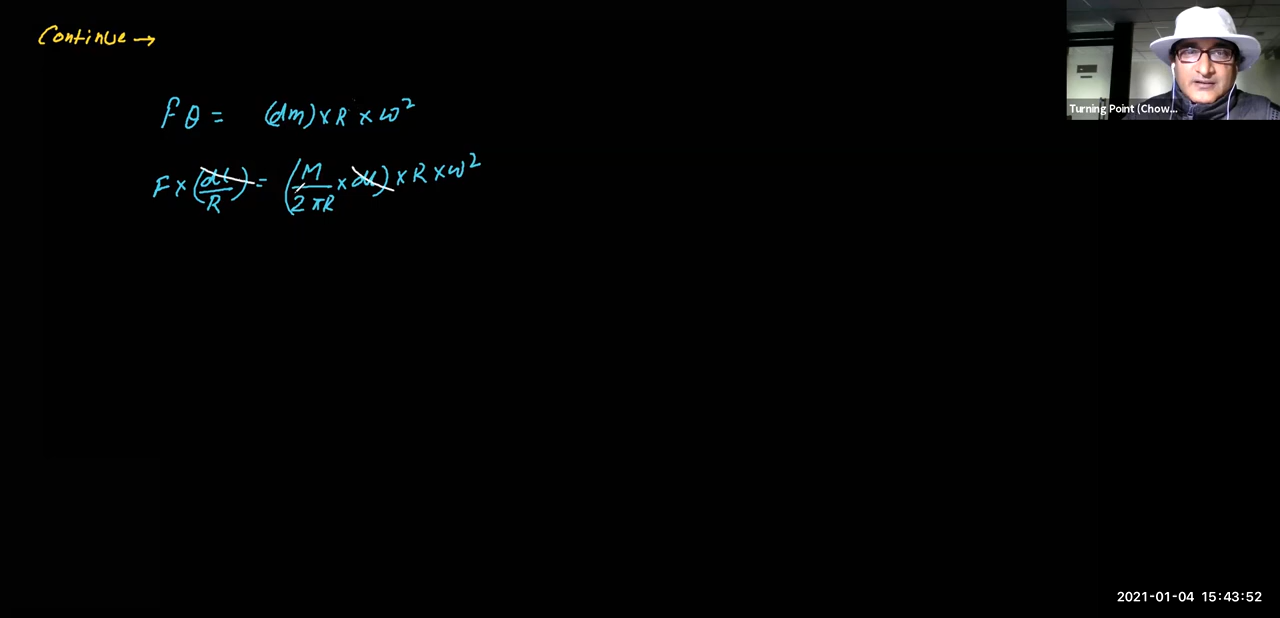 Continue →
Fθ = (dm) × R × ω²
F × (dl/R) = (M/2πR × dl) × R × ω²
Turning Point (Chow...
2021-01-04 15:43:52